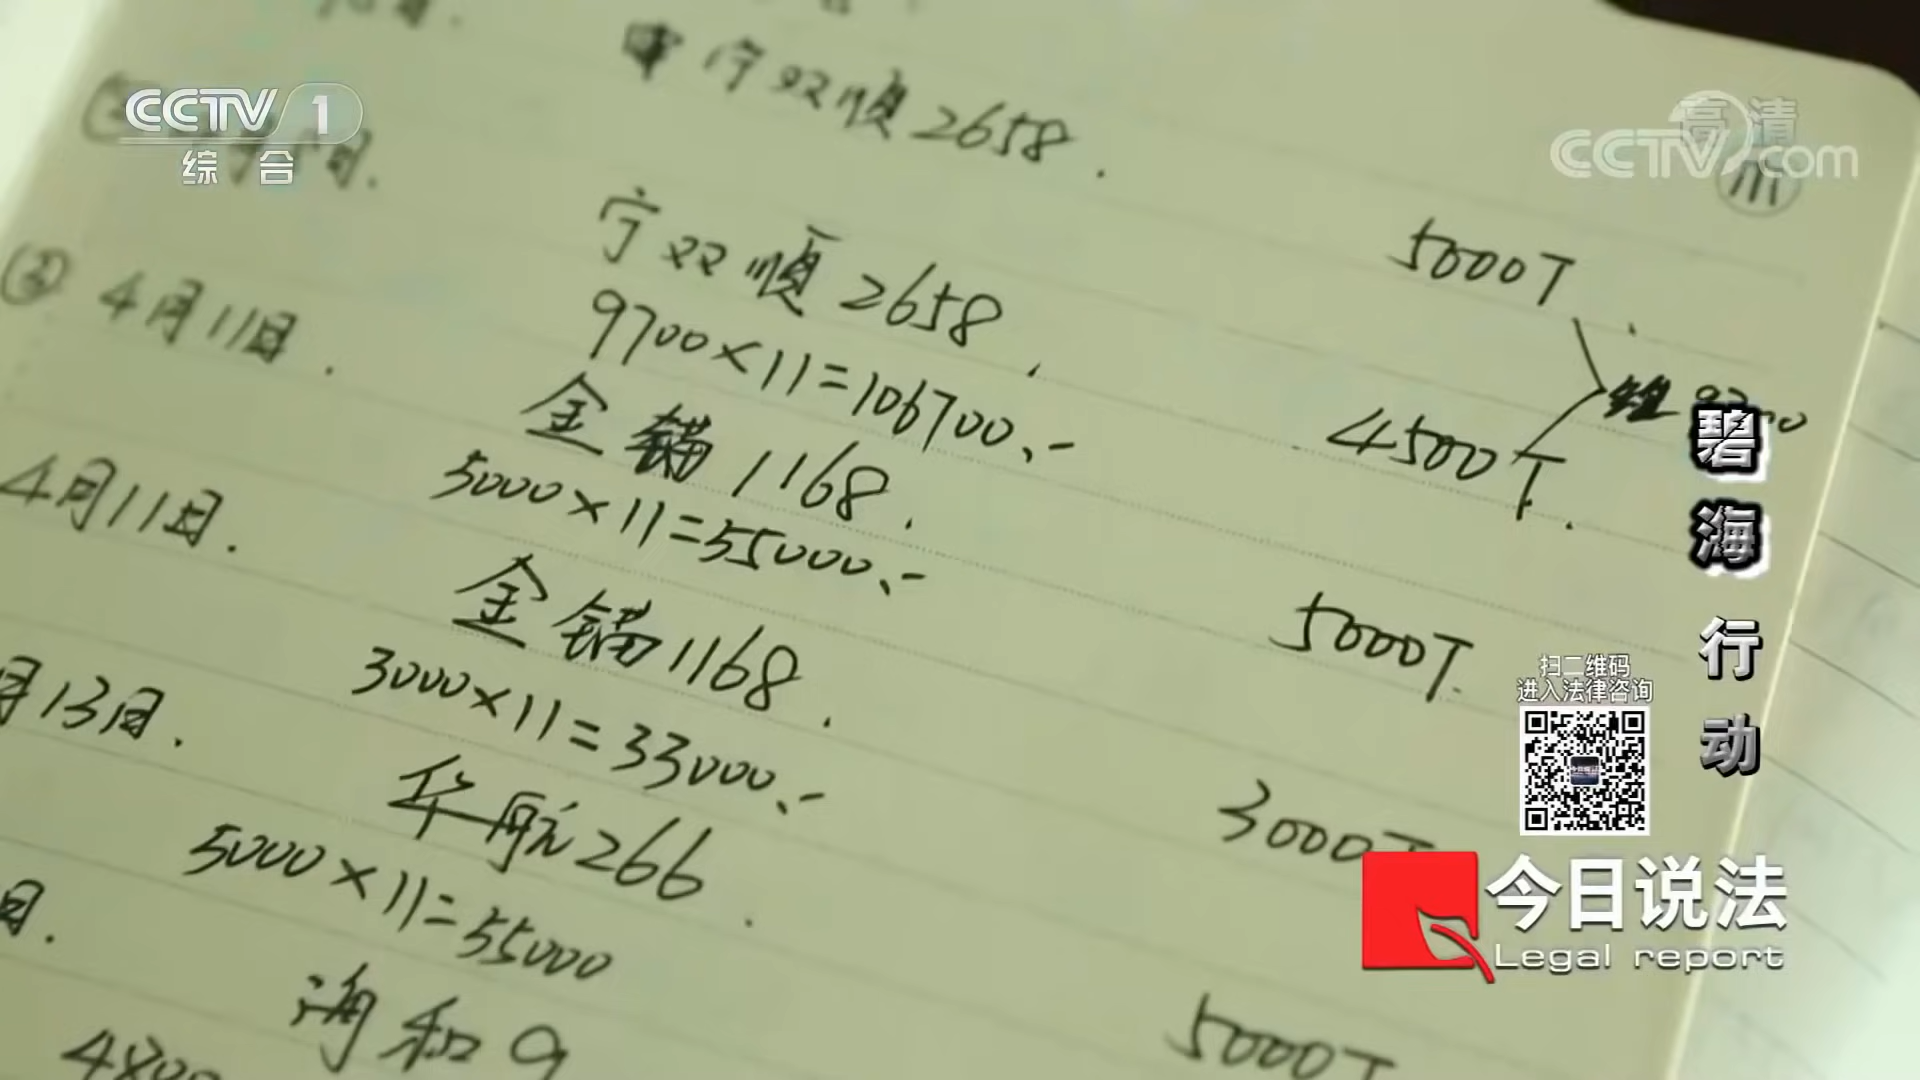 CCTV 1
综合
高清
CCTV.com
宁双顺2658.
5000T
宁双顺2658.
9700×11=106700、-
4月11日.
金锚1168.
4500T.
5000×11=55000、-
4月11日.
金锚1168.
5000T.
3000×11=33000、-
月13日.
华航266.
3000T
5000×11=55000
日.
海和9
5000T
碧海行动
扫二维码
进入法律咨询
今日说法
Legal report